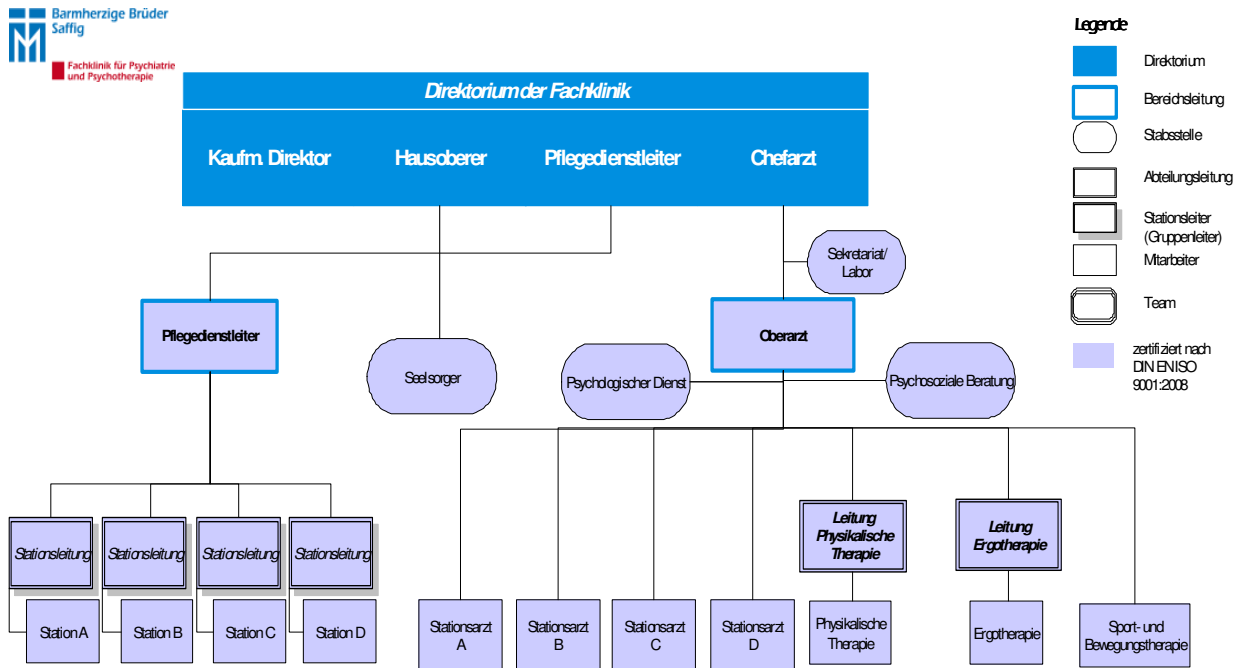 Barmherzige Brüder
Saffig
Fachklinik für Psychiatrie
und Psychotherapie
Direktorium der Fachklinik
Kaufm. Direktor
Hausoberer
Pflegedienstleiter
Chefarzt
Legende
Direktorium
Bereichsleitung
Stabsstelle
Abteilungsleitung
Stationsleiter
(Gruppenleiter)
Mitarbeiter
Team
zertifiziert nach
DIN EN ISO
9001:2008
Sekretariat/
Labor
Pflegedienstleiter
Oberarzt
Seelsorger
Psychologischer Dienst
Psychosoziale Beratung
Stationsleitung
Stationsleitung
Stationsleitung
Stationsleitung
Leitung
Physikalische
Therapie
Leitung
Ergotherapie
Station A
Station B
Station C
Station D
Stationsarzt
A
Stationsarzt
B
Stationsarzt
C
Stationsarzt
D
Physikalische
Therapie
Ergotherapie
Sport- und
Bewegungstherapie